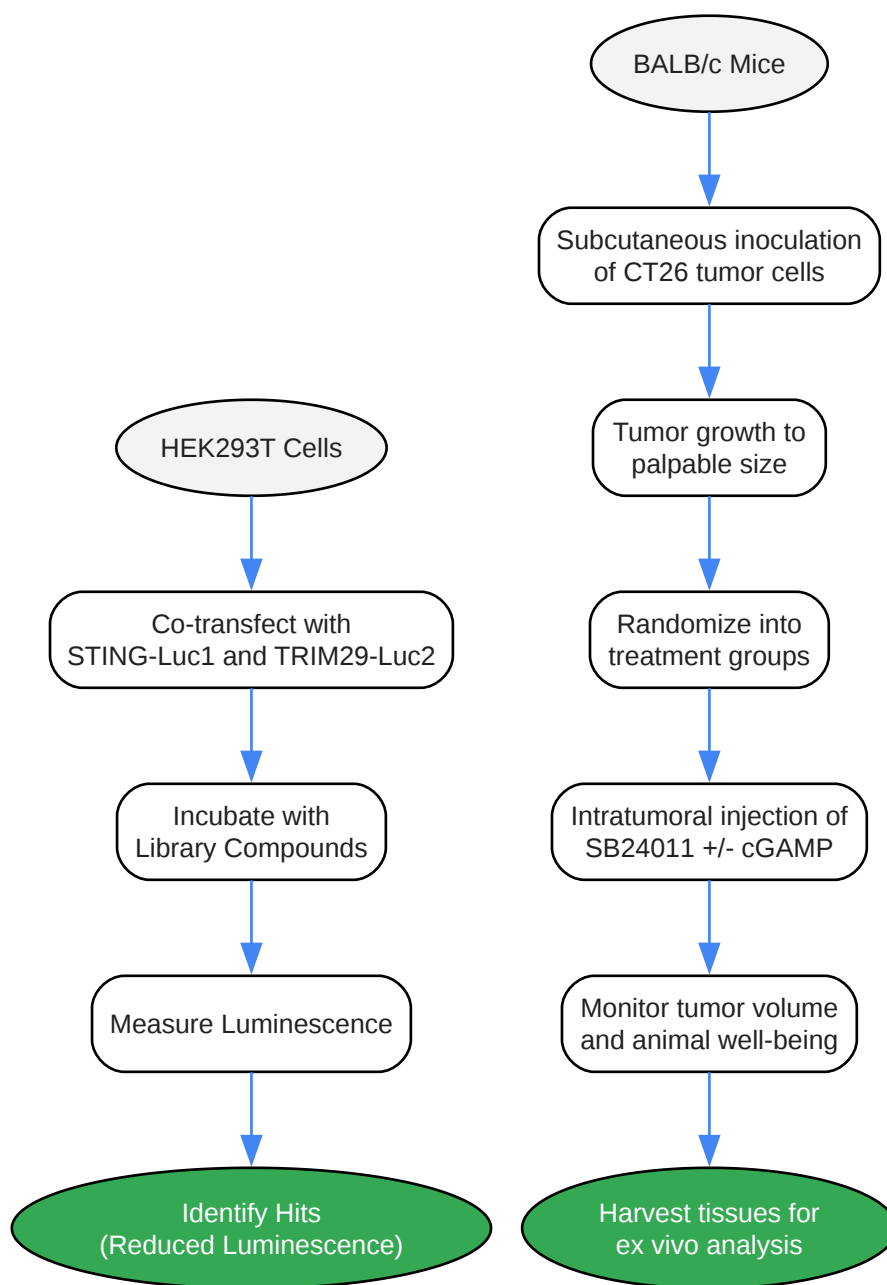 HEK293T Cells
Co-transfect with
STING-Luc1 and TRIM29-Luc2
Incubate with
Library Compounds
Measure Luminescence
Identify Hits
(Reduced Luminescence)
BALB/c Mice
Subcutaneous inoculation
of CT26 tumor cells
Tumor growth to
palpable size
Randomize into
treatment groups
Intratumoral injection of
SB24011 +/- cGAMP
Monitor tumor volume
and animal well-being
Harvest tissues for
ex vivo analysis